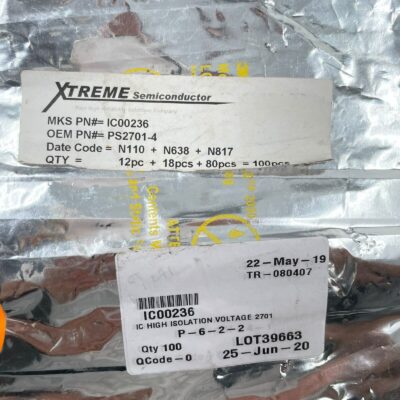 XTREME Semiconductor
MKS PN#= IC00236
OEM PN#= PS2701-4
Date Code = N110 + N638 + N817
QTY = 12pc + 18pcs + 80pcs = 100pcs
22-May-19
TR-080407
IC00236
IC HIGH ISOLATION VOLTAGE 2701
P-6-2-2
Qty 100
LOT39663
QCode-0
25-Jun-20